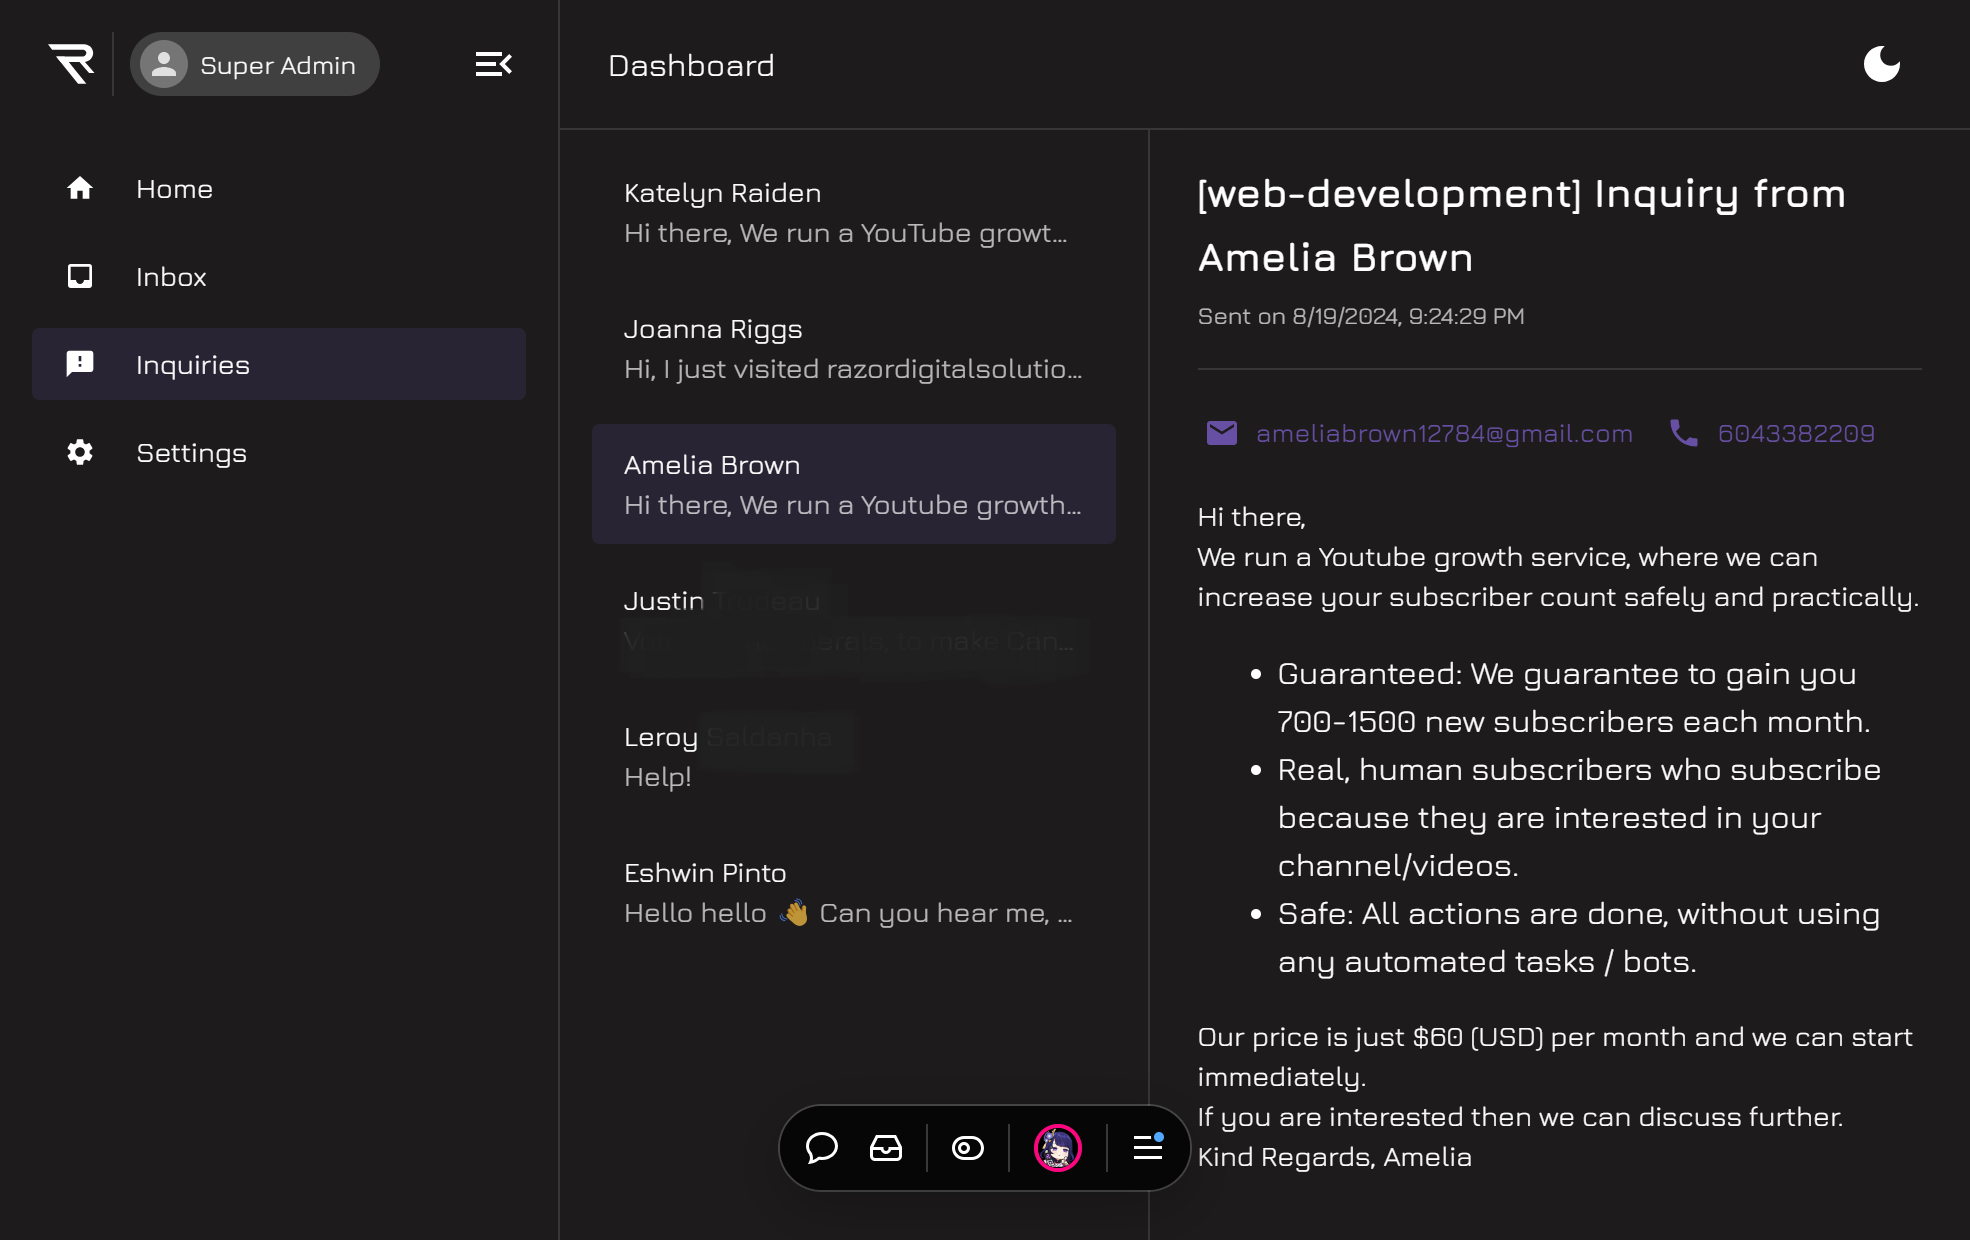 Super Admin
Dashboard
Home
Inbox
Inquiries
Settings
Katelyn Raiden
Hi there, We run a YouTube growt...
Joanna Riggs
Hi, I just visited razordigitalsolutio...
Amelia Brown
Hi there, We run a Youtube growth...
Justin
to make Can...
Leroy
Help!
Eshwin Pinto
Hello hello 👋 Can you hear me, ...
[web-development] Inquiry from
Amelia Brown
Sent on 8/19/2024, 9:24:29 PM
ameliabrown12784@gmail.com 6043382209
Hi there,
We run a Youtube growth service, where we can
increase your subscriber count safely and practically.
• Guaranteed: We guarantee to gain you
700-1500 new subscribers each month.
• Real, human subscribers who subscribe
because they are interested in your
channel/videos.
• Safe: All actions are done, without using
any automated tasks / bots.
Our price is just $60 (USD) per month and we can start
immediately.
If you are interested then we can discuss further.
Kind Regards, Amelia